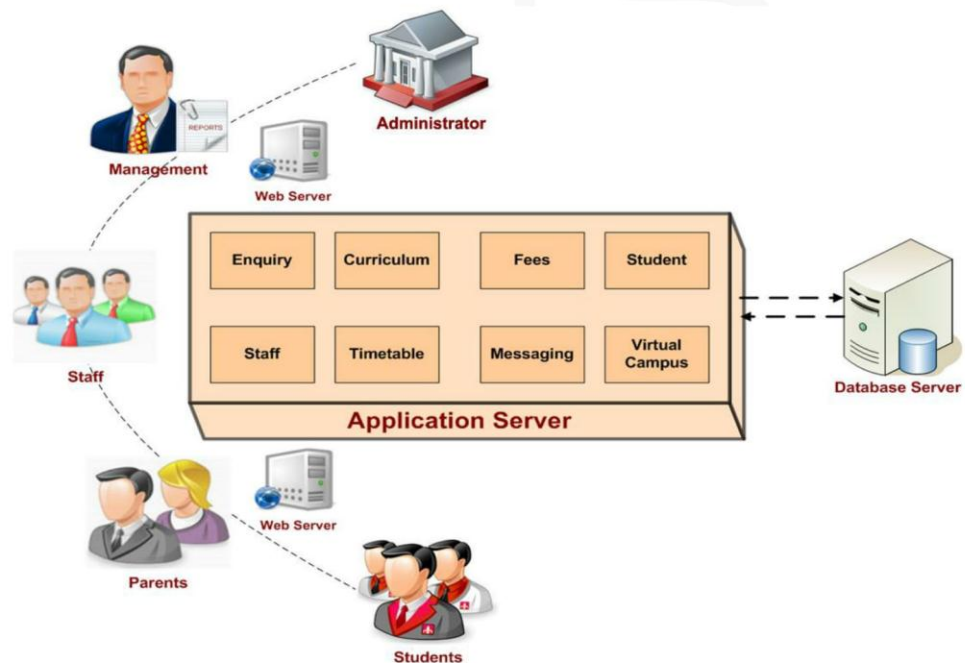 Administrator
REPORTS
Management
Web Server
Enquiry
Curriculum
Fees
Student
Staff
Timetable
Messaging
Virtual
Campus
Application Server
Staff
Database Server
Web Server
Parents
Students